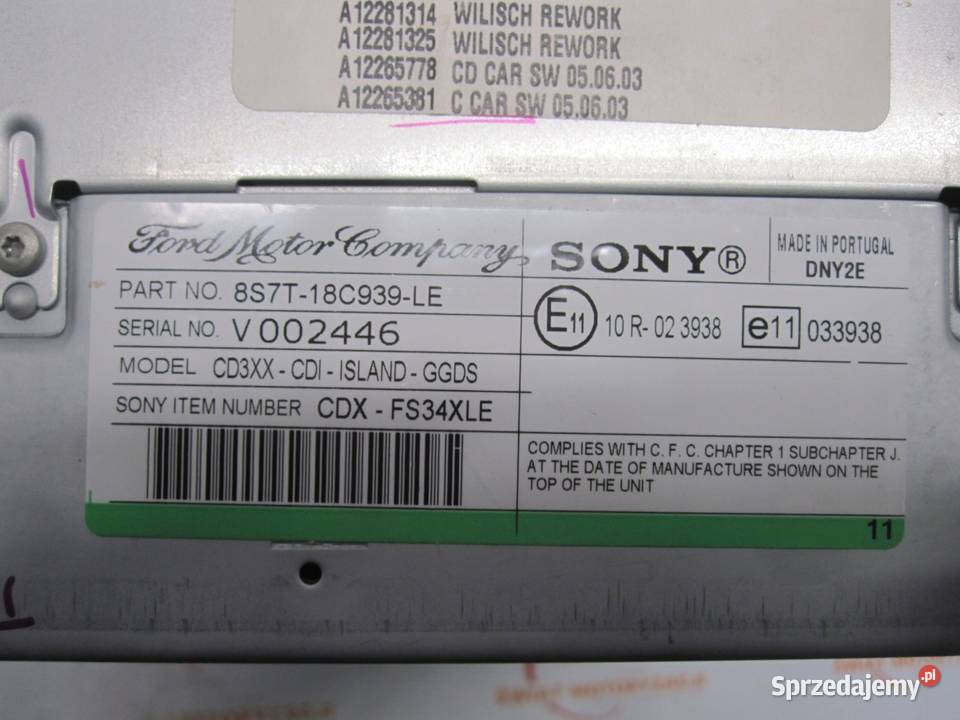 A12281314 WILISCH REWORK
A12281325 WILISCH REWORK
A12265778 CD CAR SW 05.06.03
A12265381 C CAR SW 05.06.03
Ford Motor Company
SONY®
MADE IN PORTUGAL
DNY2E
PART NO. 8S7T-18C939-LE
SERIAL NO. V002446
MODEL CD3XX - CDI - ISLAND - GGDS
SONY ITEM NUMBER CDX - FS34XLE
E11 10 R- 02 3938 e11 033938
COMPLIES WITH C. F. C. CHAPTER 1 SUBCHAPTER J.
AT THE DATE OF MANUFACTURE SHOWN ON THE
TOP OF THE UNIT
11
Sprzedajemy.pl